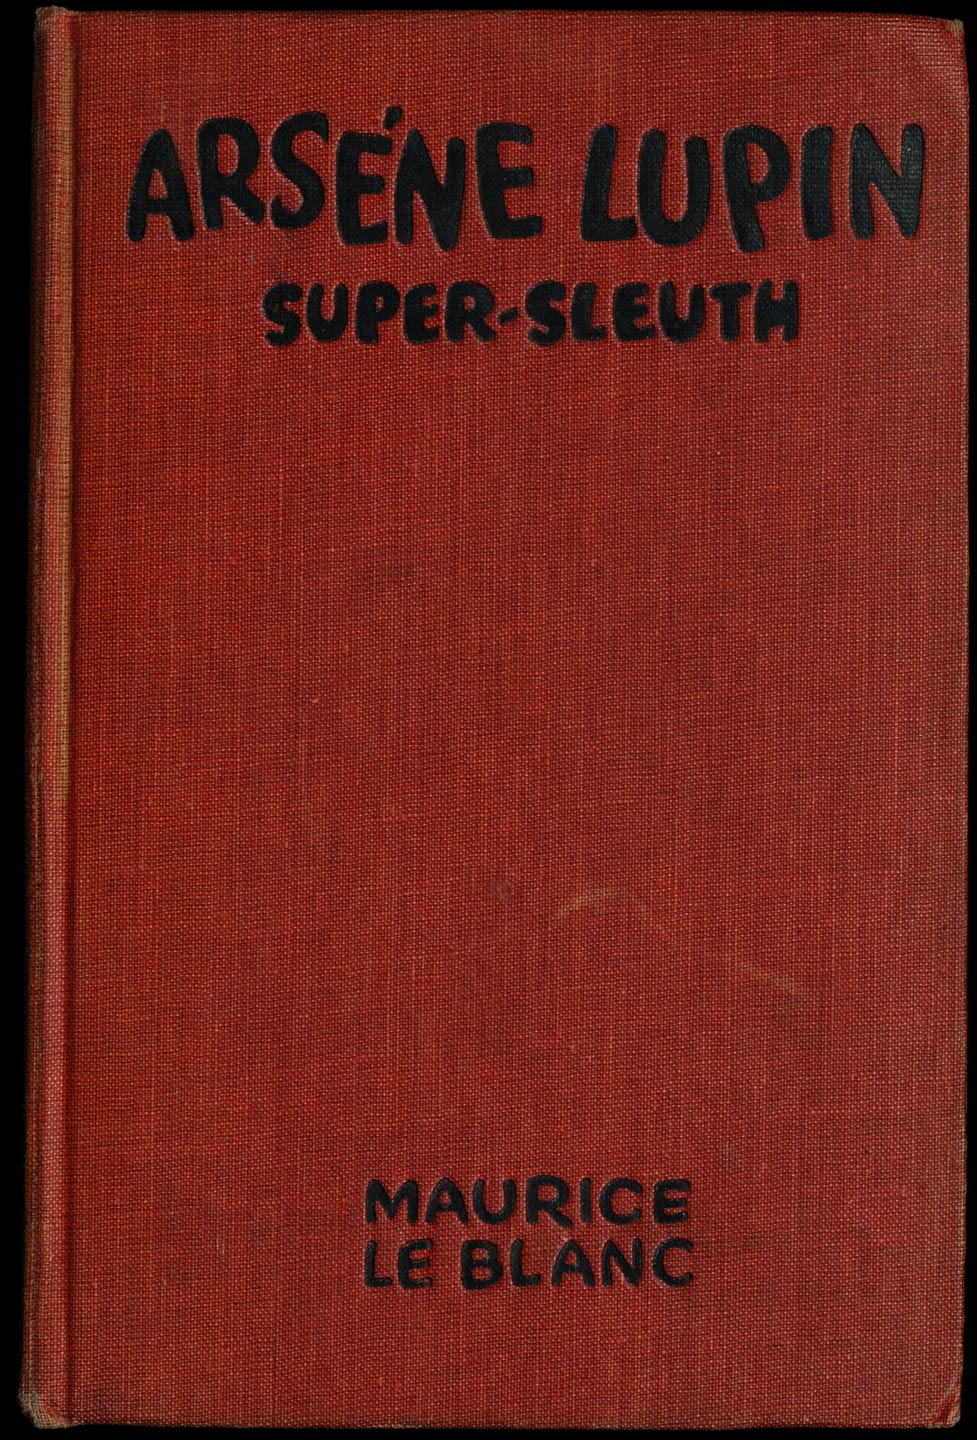 ARSÉNE LUPIN
SUPER-SLEUTH
MAURICE
LE BLANC